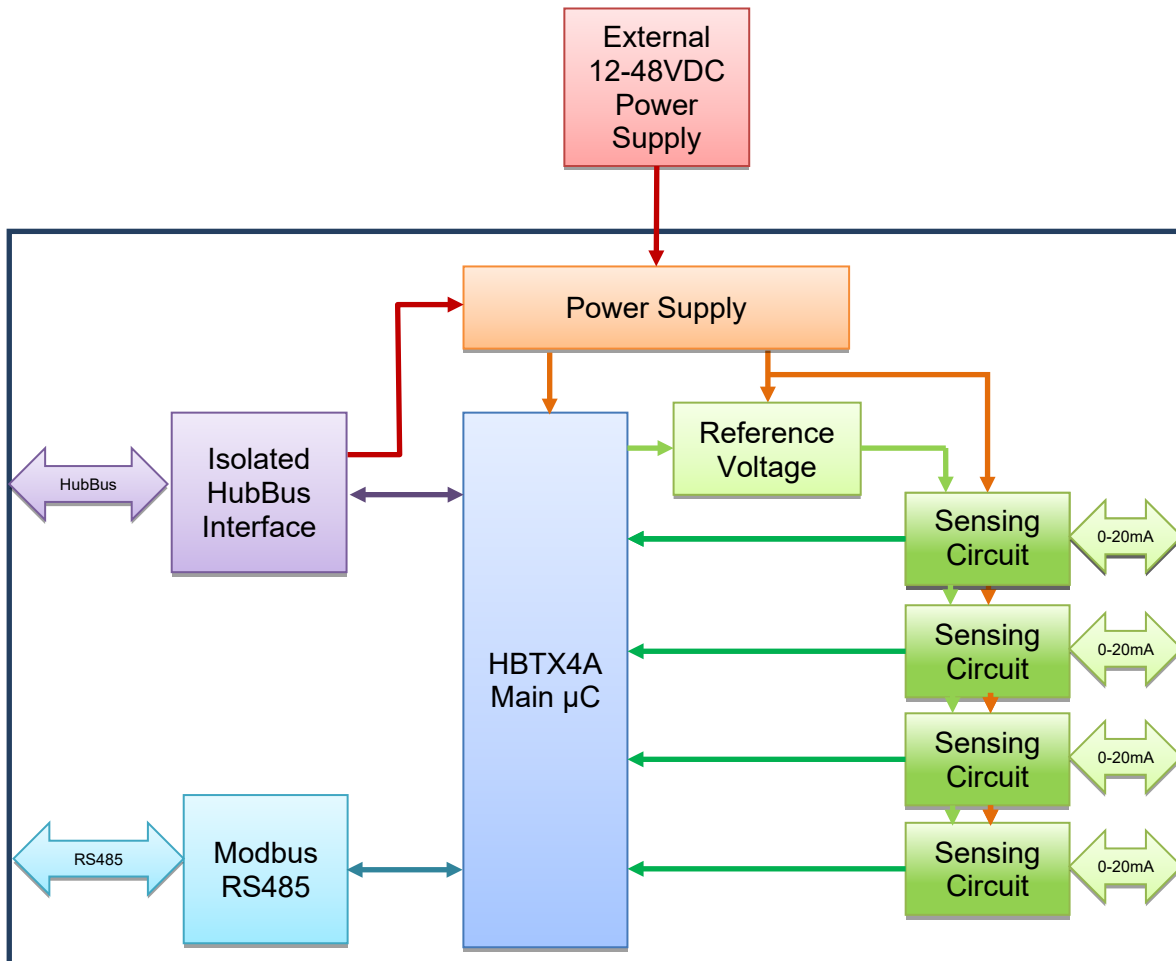 External
12-48VDC
Power
Supply
Power Supply
Isolated
HubBus
Interface
HubBus
Reference
Voltage
HBTX4A
Main µC
Sensing
Circuit
0-20mA
Sensing
Circuit
0-20mA
Sensing
Circuit
0-20mA
Sensing
Circuit
0-20mA
RS485
Modbus
RS485